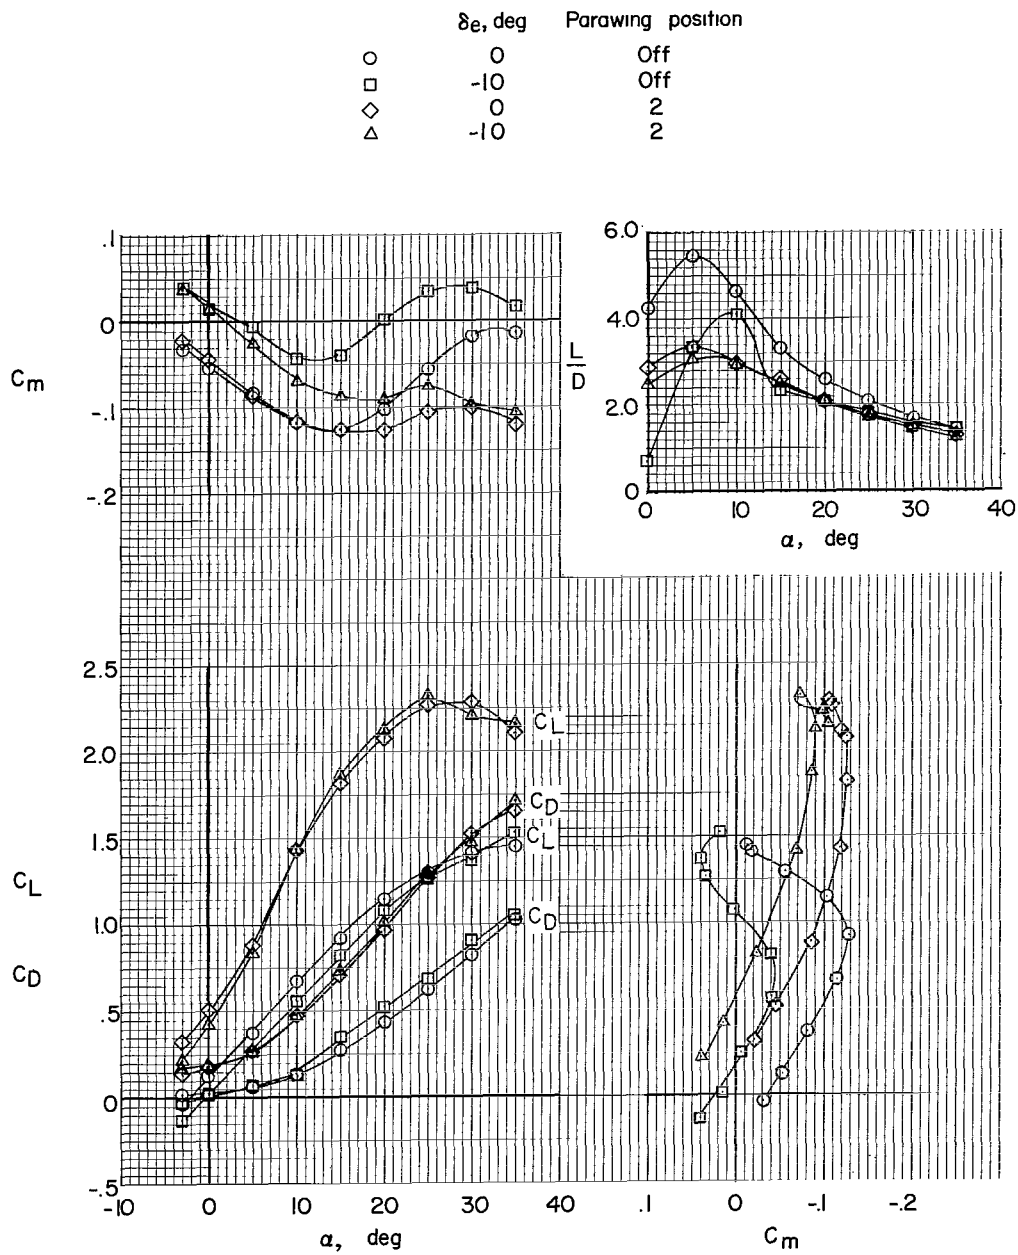 δe, deg Parawing position
0 Off
-10 Off
0 2
-10 2
.1
0
-.1
-.2
Cm
6.0
4.0
2.0
0
L/D
0 10 20 30 40
α, deg
2.5
2.0
1.5
1.0
.5
0
-.5
CL
CD
CL
CD
CL
CD
-10 0 10 20 30 40
α, deg
.1 0 -.1 -.2
Cm